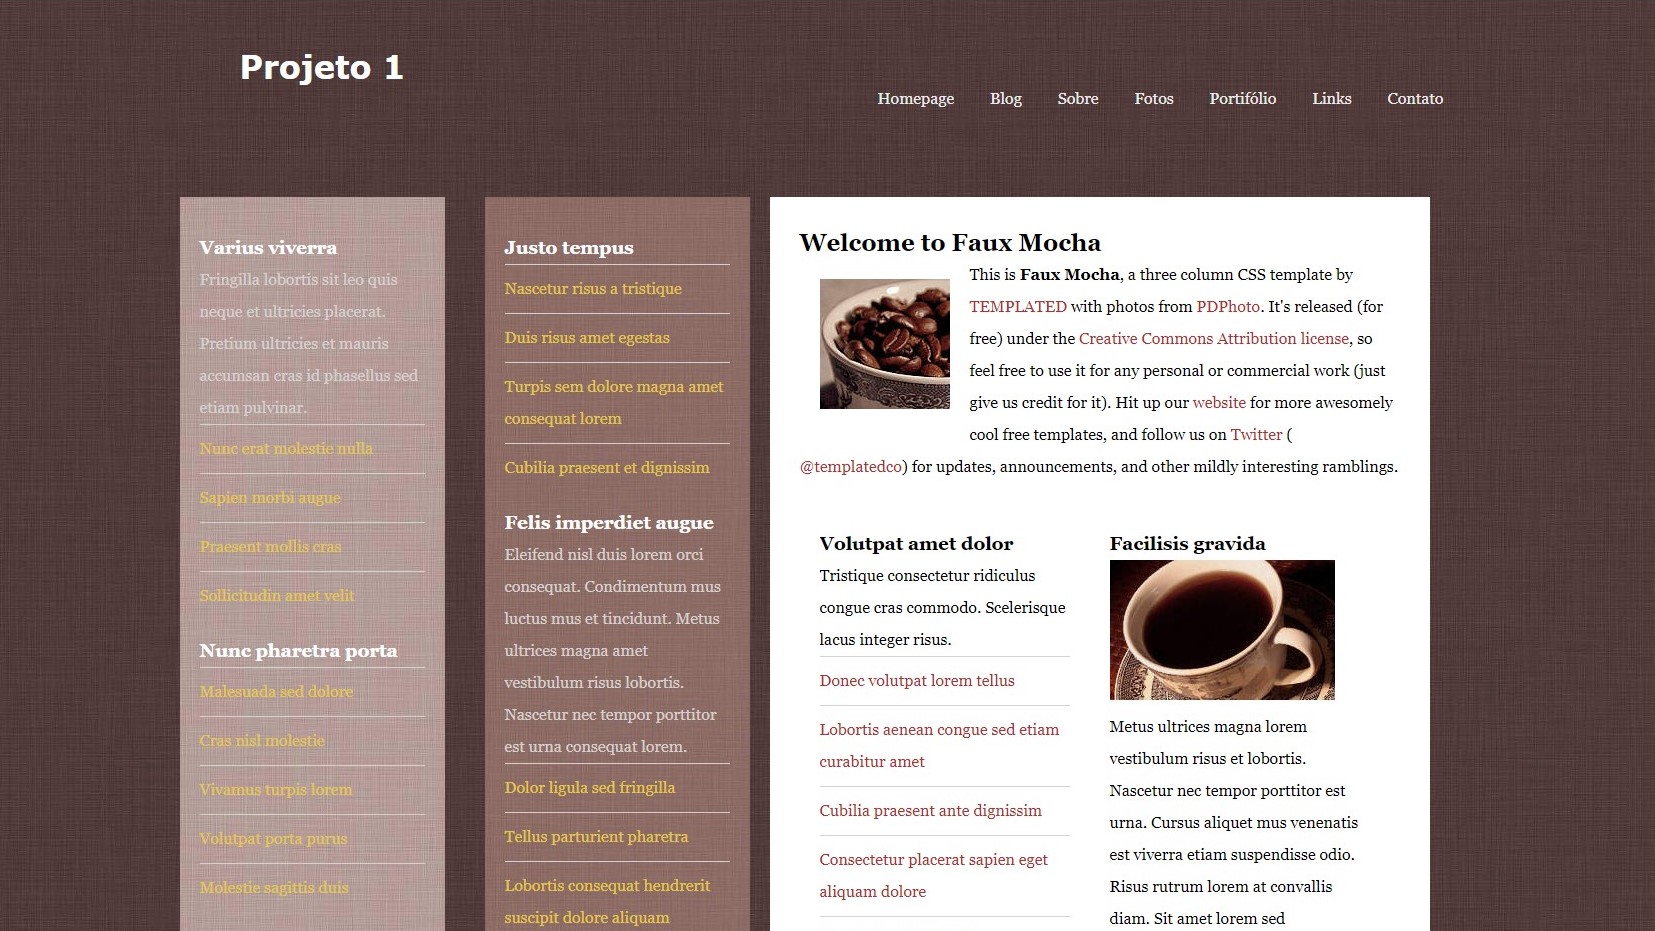 Projeto 1
Homepage Blog Sobre Fotos Portifólio Links Contato
Varius viverra
Fringilla lobortis sit leo quis
neque et ultricies placerat.
Pretium ultricies et mauris
accumsan cras id phasellus sed
etiam pulvinar.
Nunc erat molestie nulla
Sapien morbi augue
Praesent mollis cras
Sollicitudin amet velit
Nunc pharetra porta
Malesuada sed dolore
Cras nisl molestie
Vivamus turpis lorem
Volutpat porta purus
Molestie sagittis duis
Justo tempus
Nascetur risus a tristique
Duis risus amet egestas
Turpis sem dolore magna amet
consequat lorem
Cubilia praesent et dignissim
Felis imperdiet augue
Eleifend nisl duis lorem orci
consequat. Condimentum mus
luctus mus et tincidunt. Metus
ultrices magna amet
vestibulum risus lobortis.
Nascetur nec tempor porttitor
est urna consequat lorem.
Dolor ligula sed fringilla
Tellus parturient pharetra
Lobortis consequat hendrerit
suscipit dolore aliquam
Welcome to Faux Mocha
This is Faux Mocha, a three column CSS template by
TEMPLATED with photos from PDPhoto. It's released (for
free) under the Creative Commons Attribution license, so
feel free to use it for any personal or commercial work (just
give us credit for it). Hit up our website for more awesomely
cool free templates, and follow us on Twitter (
@templatedco) for updates, announcements, and other mildly interesting ramblings.
Volutpat amet dolor
Tristique consectetur ridiculus
congue cras commodo. Scelerisque
lacus integer risus.
Donec volutpat lorem tellus
Lobortis aenean congue sed etiam
curabitur amet
Cubilia praesent ante dignissim
Consectetur placerat sapien eget
aliquam dolore
Facilisis gravida
Metus ultrices magna lorem
vestibulum risus et lobortis.
Nascetur nec tempor porttitor est
urna. Cursus aliquet mus venenatis
est viverra etiam suspendisse odio.
Risus rutrum lorem at convallis
diam. Sit amet lorem sed